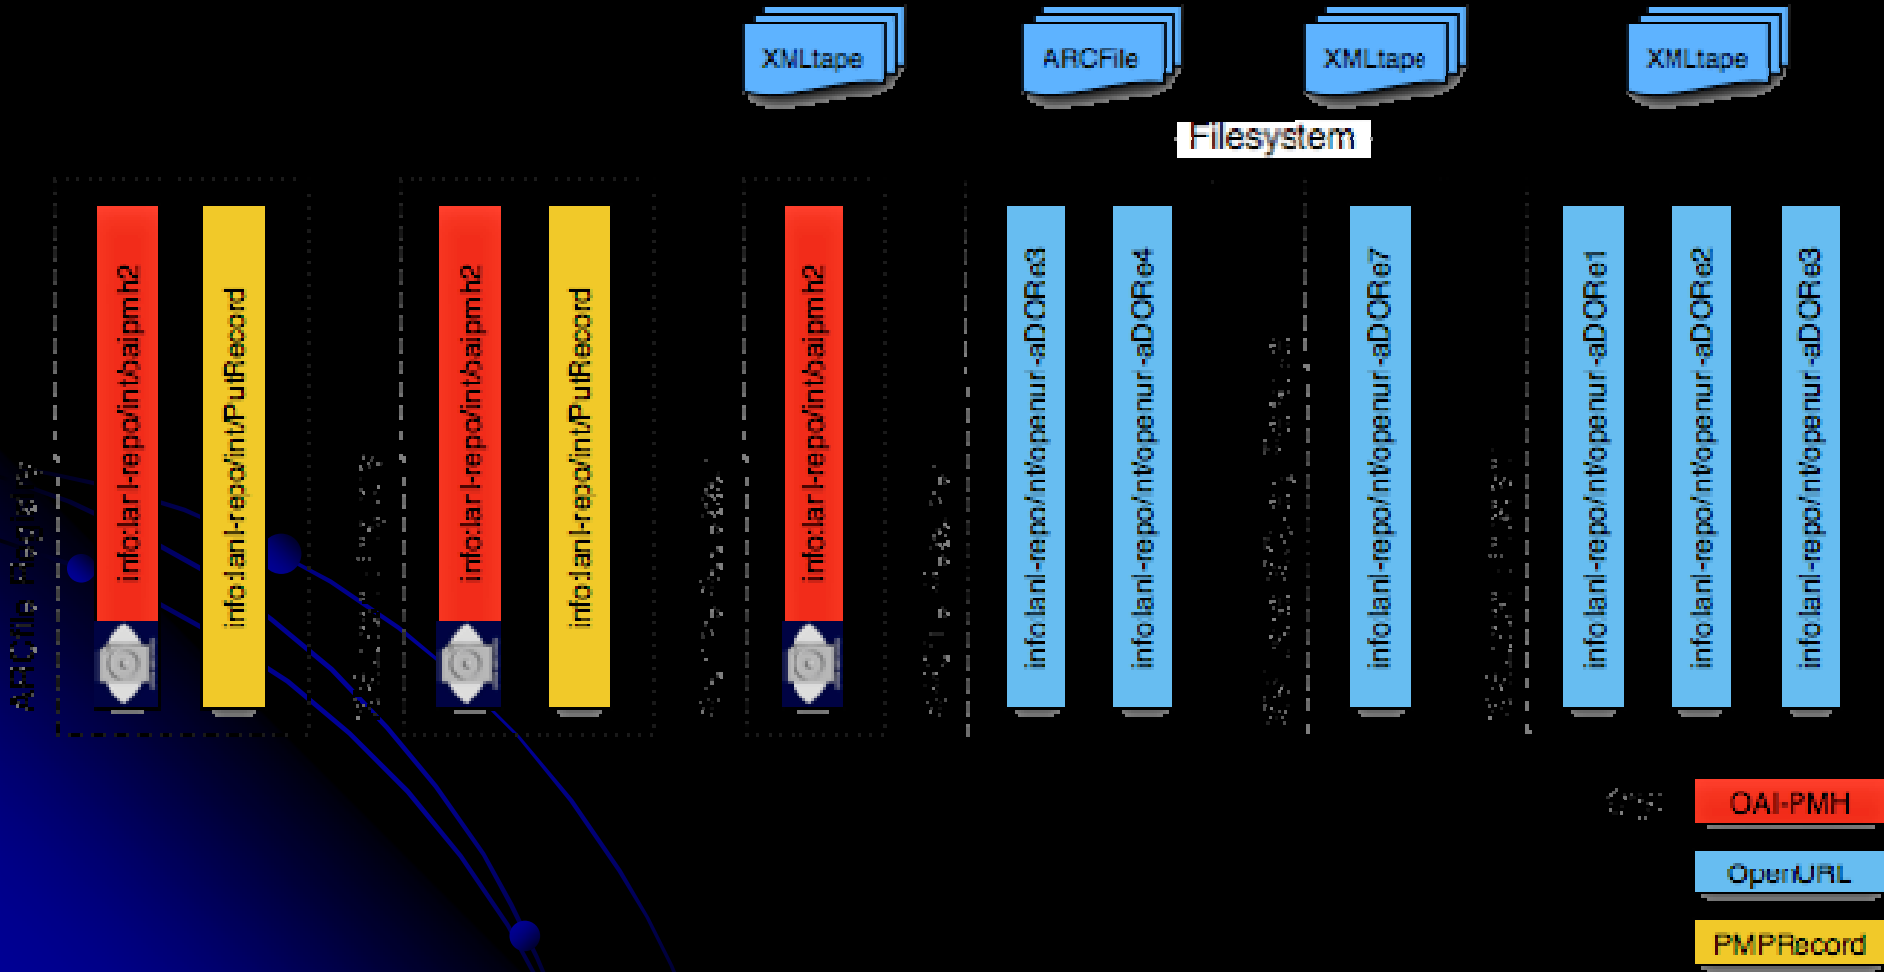 XMLtape
ARCFile
XMLtape
XMLtape
Filesystem
info:lanl-repo/int/oaipmh2
info:lanl-repo/int/PutRecord
info:lanl-repo/int/oaipmh2
info:lanl-repo/int/PutRecord
info:lanl-repo/int/oaipmh2
info:lanl-repo/int/openurl-aDORe3
info:lanl-repo/int/openurl-aDORe4
info:lanl-repo/int/openurl-aDORe7
info:lanl-repo/int/openurl-aDORe1
info:lanl-repo/int/openurl-aDORe2
info:lanl-repo/int/openurl-aDORe3
ARCfile
OAI-PMH
OpenURL
PMPRecord